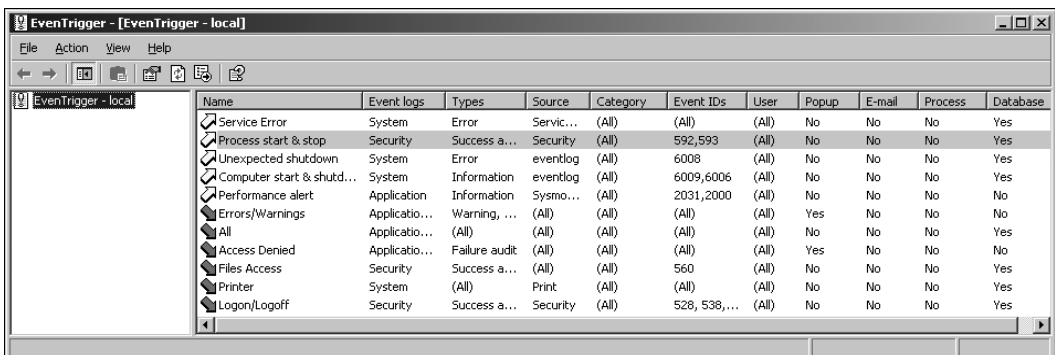 EvenTrigger - [EvenTrigger - local]
File Action View Help
EvenTrigger - local
Name Event logs Types Source Category Event IDs User Popup E-mail Process Database
Service Error System Error Servic... (All) (All) (All) No No No Yes
Process start & stop Security Success a... Security (All) 592,593 (All) No No No Yes
Unexpected shutdown System Error eventlog (All) 6008 (All) No No No Yes
Computer start & shutd... System Information eventlog (All) 6009,6006 (All) No No No Yes
Performance alert Application Information Sysmo... (All) 2031,2000 (All) No No No No
Errors/Warnings Applicatio... Warning, ... (All) (All) (All) (All) Yes No No No
All Applicatio... (All) (All) (All) (All) (All) No No No Yes
Access Denied Applicatio... Failure audit (All) (All) (All) (All) Yes No No No
Files Access Security Success a... (All) (All) 560 (All) No No No Yes
Printer System (All) Print (All) (All) (All) No No No Yes
Logon/Logoff Security Success a... Security (All) 528, 538,... (All) No No No Yes